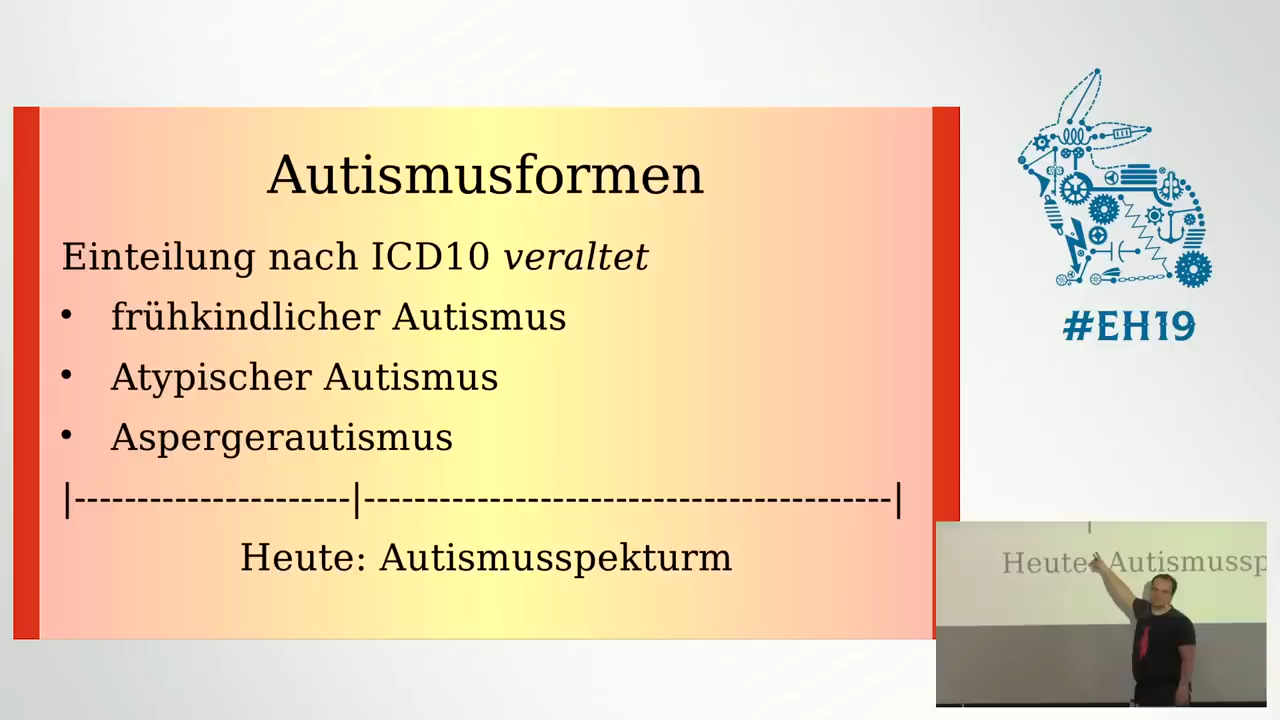 Autismusformen
Einteilung nach ICD10 veraltet
• frühkindlicher Autismus
• Atypischer Autismus
• Aspergerautismus
|----------------------|------------------------------------------|
Heute: Autismusspekturm
#EH19
Heute: Autismussp